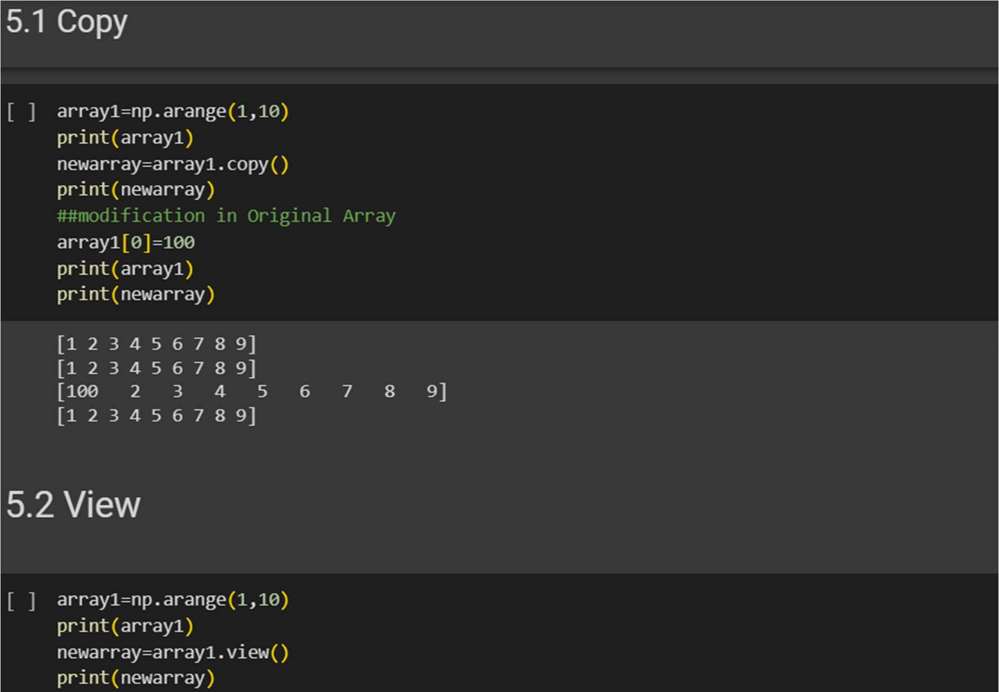 5.1 Copy
[ ] array1=np.arange(1,10)
print(array1)
newarray=array1.copy()
print(newarray)
##modification in Original Array
array1[0]=100
print(array1)
print(newarray)
[1 2 3 4 5 6 7 8 9]
[1 2 3 4 5 6 7 8 9]
[100   2   3   4   5   6   7   8   9]
[1 2 3 4 5 6 7 8 9]
5.2 View
[ ] array1=np.arange(1,10)
print(array1)
newarray=array1.view()
print(newarray)